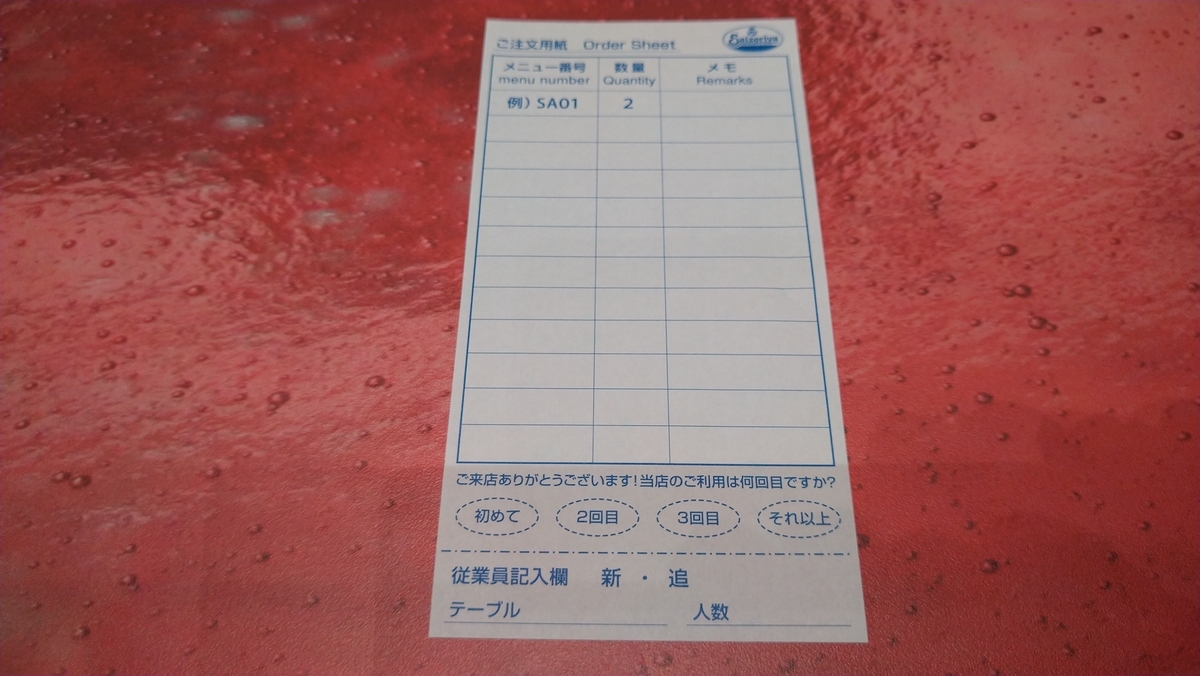 ご注文用紙 Order Sheet
Saizeriya
メニュー番号 数量 メモ
menu number Quantity Remarks
例) SA01 2
ご来店ありがとうございます!当店のご利用は何回目ですか?
初めて 2回目 3回目 それ以上
従業員記入欄 新 ・ 追
テーブル 人数